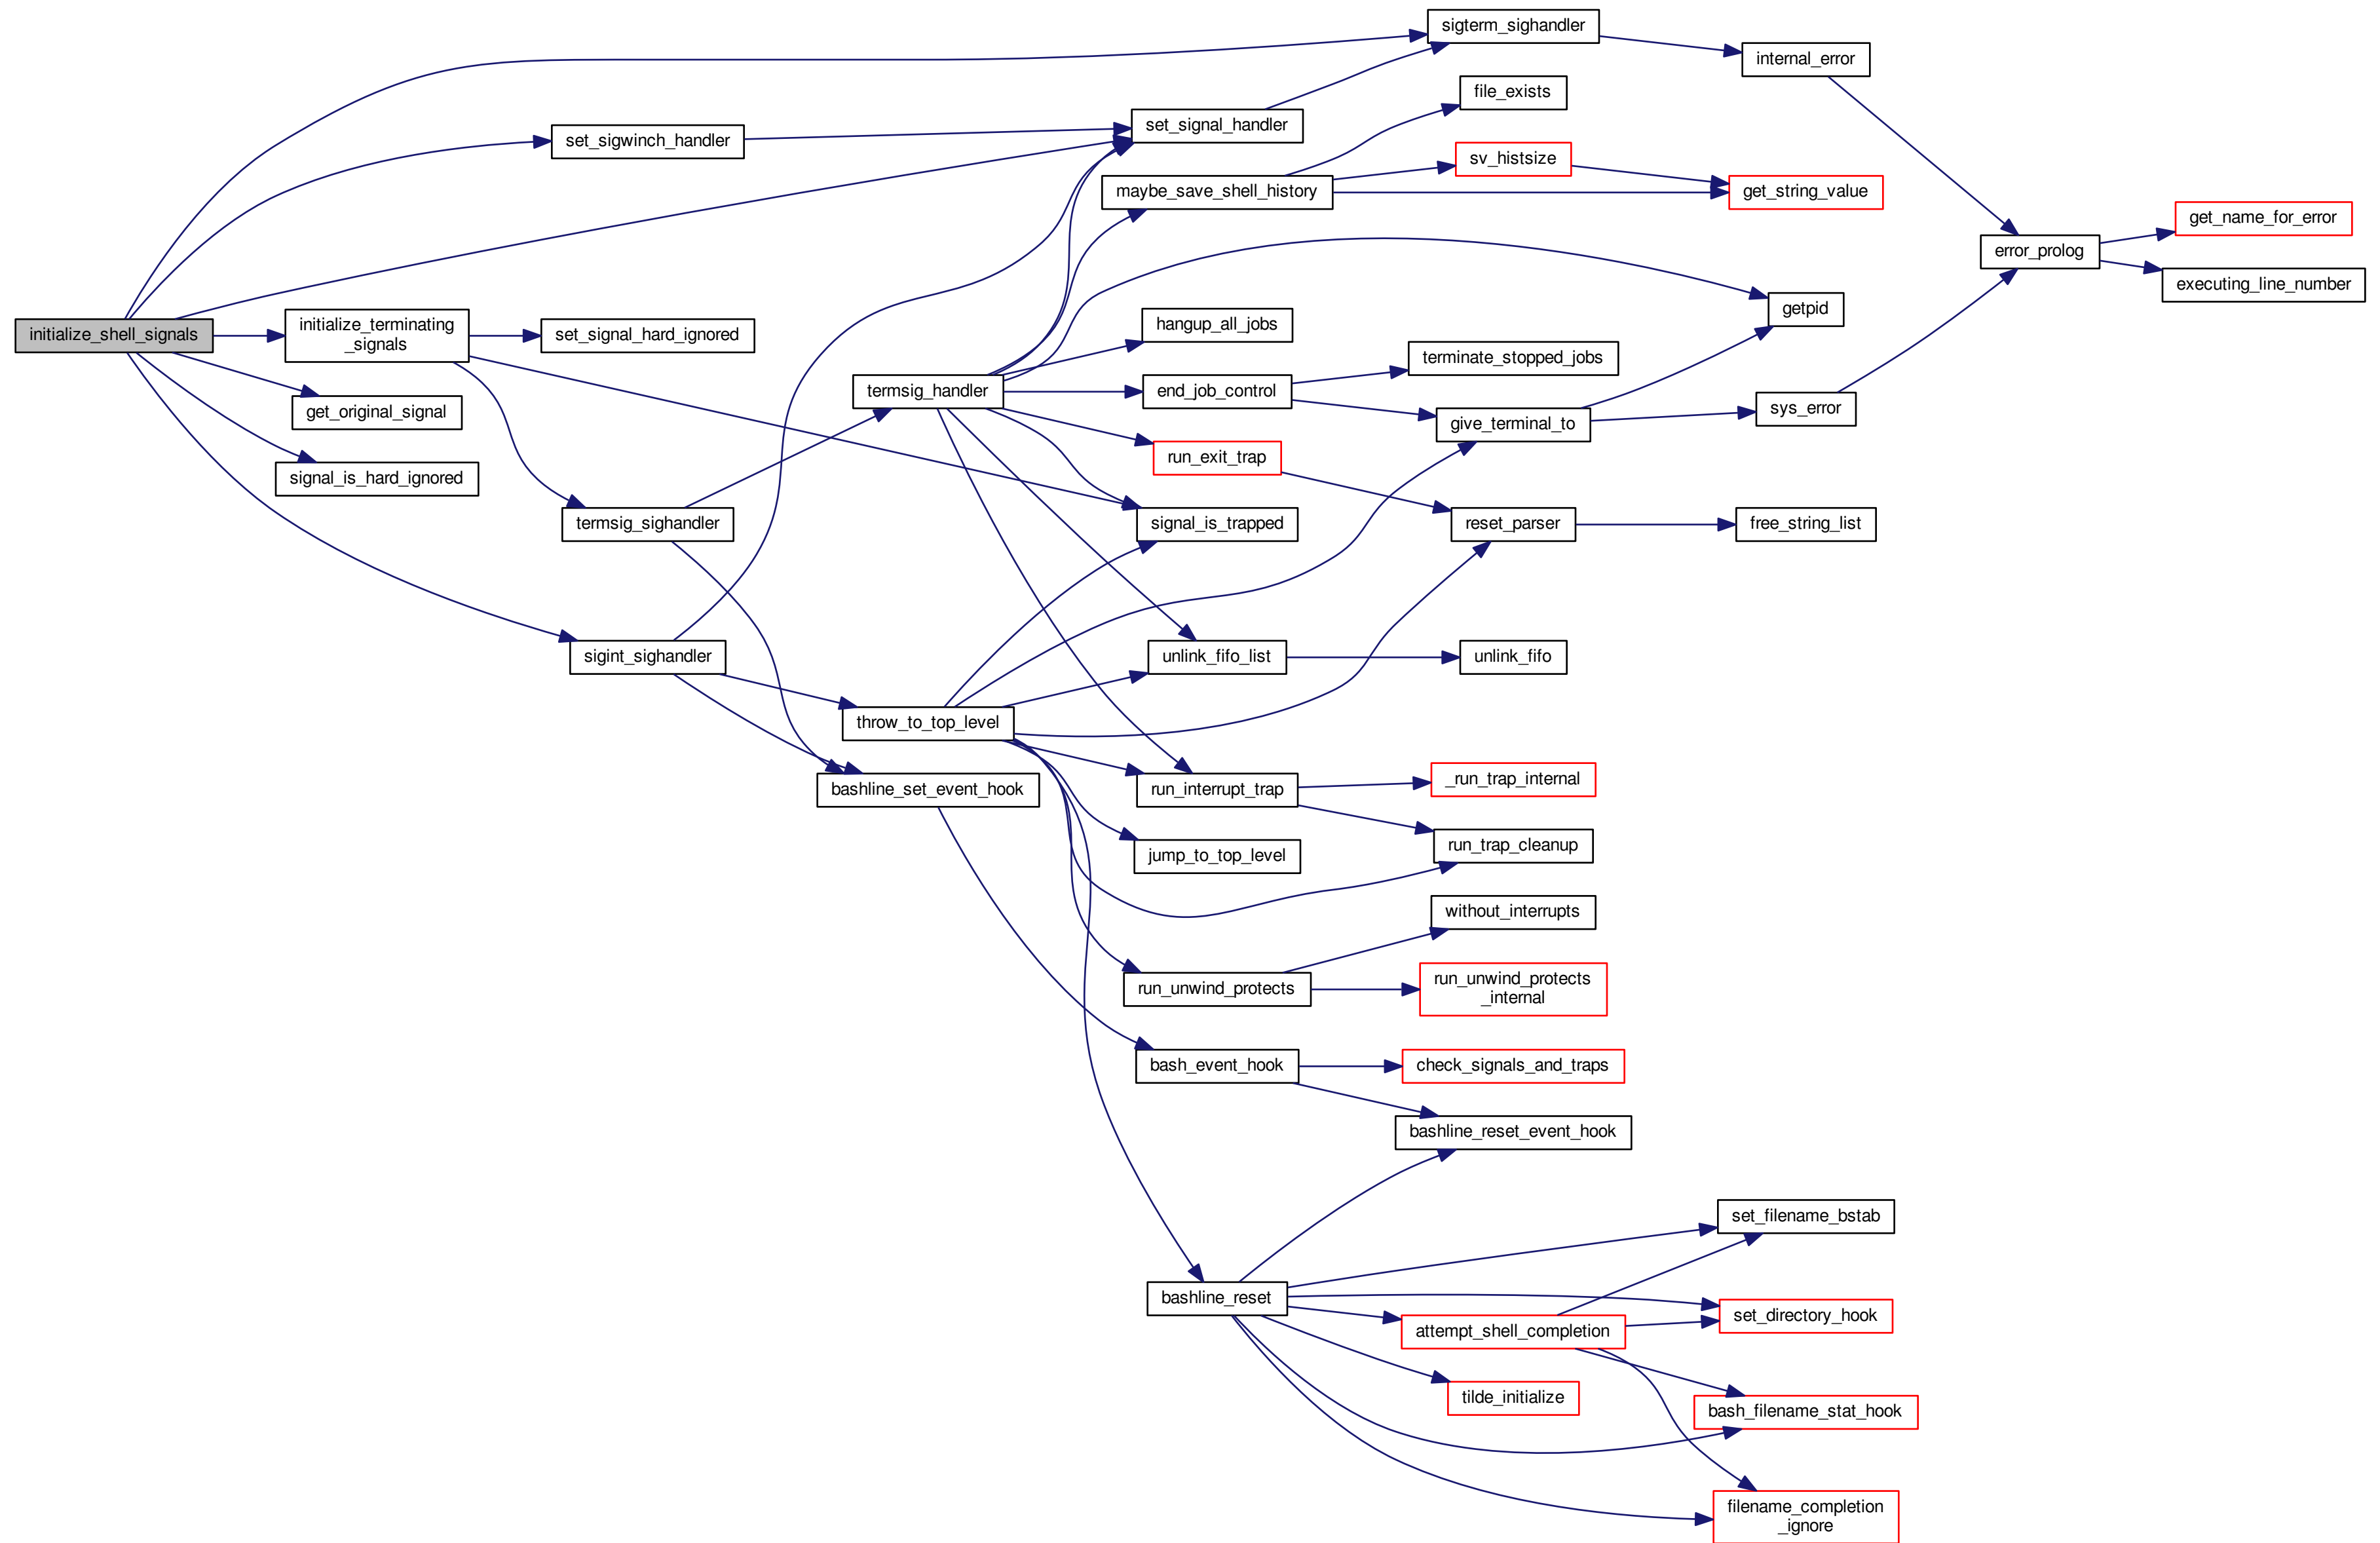 sigterm_sighandler
internal_error
file_exists
set_signal_handler
set_sigwinch_handler
sv_histsize
maybe_save_shell_history
get_string_value
get_name_for_error
error_prolog
executing_line_number
getpid
initialize_shell_signals
initialize_terminating
_signals
set_signal_hard_ignored
hangup_all_jobs
terminate_stopped_jobs
termsig_handler
end_job_control
get_original_signal
give_terminal_to
sys_error
run_exit_trap
signal_is_hard_ignored
termsig_sighandler
signal_is_trapped
reset_parser
free_string_list
sigint_sighandler
unlink_fifo_list
unlink_fifo
throw_to_top_level
bashline_set_event_hook
run_interrupt_trap
_run_trap_internal
jump_to_top_level
run_trap_cleanup
without_interrupts
run_unwind_protects
run_unwind_protects
_internal
bash_event_hook
check_signals_and_traps
bashline_reset_event_hook
set_filename_bstab
bashline_reset
set_directory_hook
attempt_shell_completion
tilde_initialize
bash_filename_stat_hook
filename_completion
_ignore